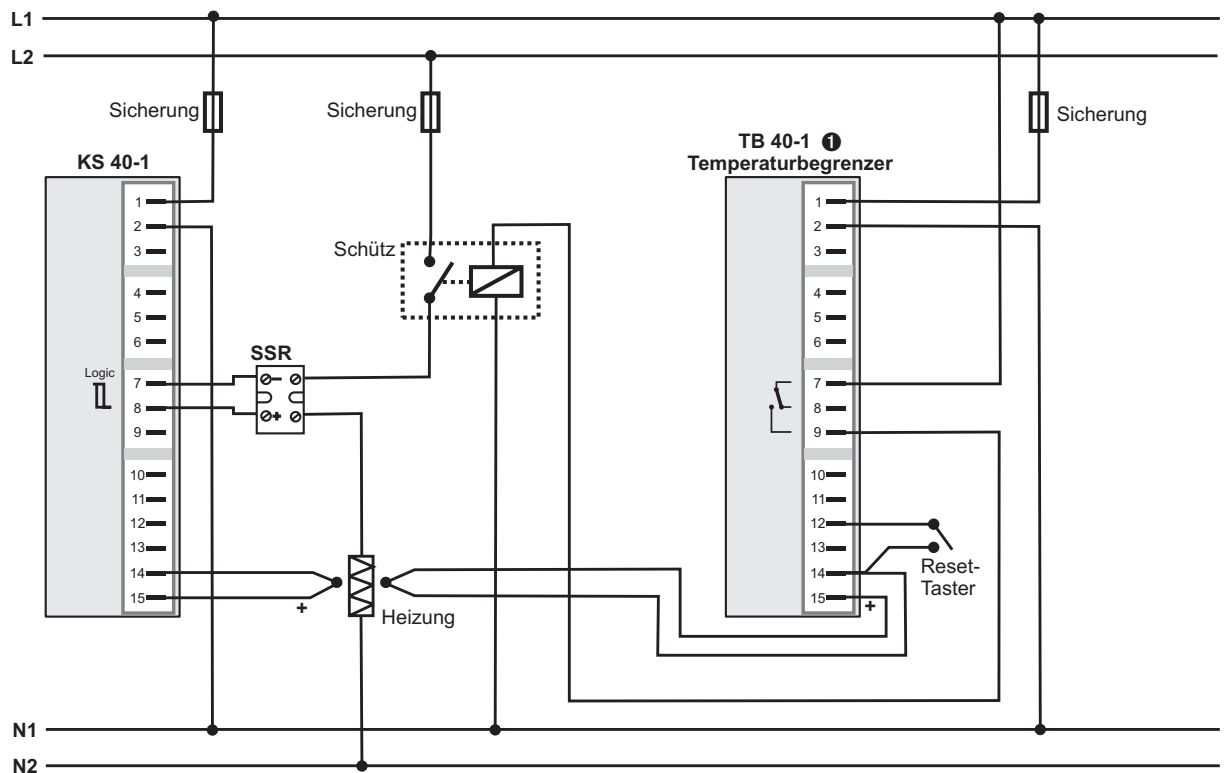 L1
L2
Sicherung
Sicherung
Sicherung
KS 40-1
TB 40-1 ❶
Temperaturbegrenzer
1
2
3
4
5
6
Logic
7
8
9
10
11
12
13
14
15
+
SSR
−
+
Schütz
Heizung
1
2
3
4
5
6
7
8
9
10
11
12
13
14
15
+
Reset-
Taster
N1
N2